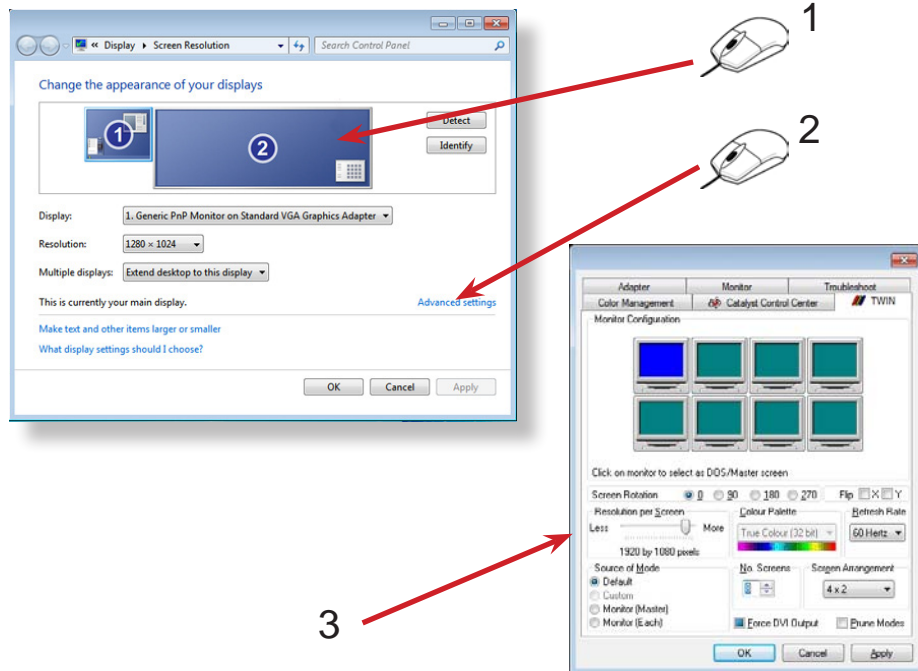 1
Display
Screen Resolution
Search Control Panel
Change the appearance of your displays
1
2
Detect
Identify
2
Display:
1. Generic PnP Monitor on Standard VGA Graphics Adapter
Resolution:
1280 × 1024
Multiple displays:
Extend desktop to this display
This is currently your main display.
Advanced settings
Make text and other items larger or smaller
What display settings should I choose?
OK
Cancel
Apply
3
Adapter
Monitor
Troubleshoot
Color Management
Catalyst Control Center
TWIN
Monitor Configuration
Click on monitor to select as DOS/Master screen
Screen Rotation
0
90
180
270
Flip
X
Y
Resolution per Screen
Less
More
1920 by 1080 pixels
Colour Palette
True Colour (32 bit)
Refresh Rate
60 Hertz
Source of Mode
Default
Custom
Monitor (Master)
Monitor (Each)
No. Screens
8
Screen Arrangement
4 x 2
Force DVI Output
Prune Modes
OK
Cancel
Apply